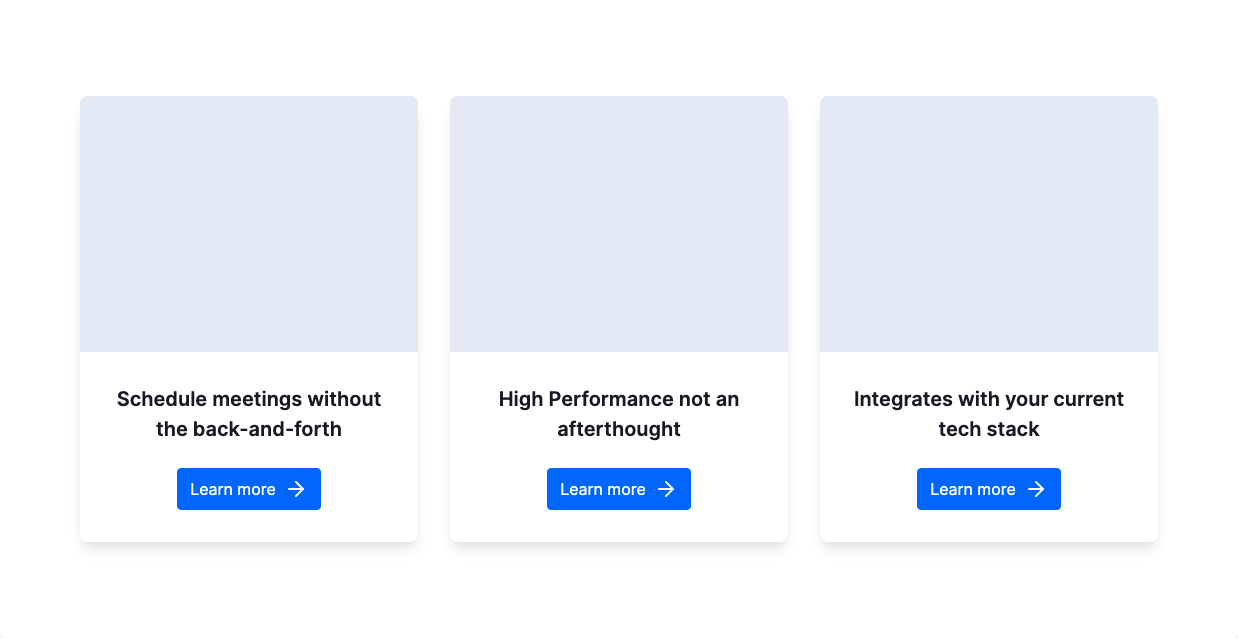 Schedule meetings without
the back-and-forth
Learn more
High Performance not an
afterthought
Learn more
Integrates with your current
tech stack
Learn more